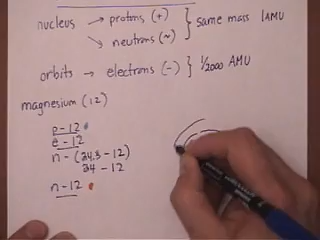 nucleus → protons (+) } same mass 1AMU
↘ neutrons (~)
orbits → electrons (-) } 1/2000 AMU
magnesium (12)
p-12
e-12
n - (24.3 - 12)
24 - 12
n-12